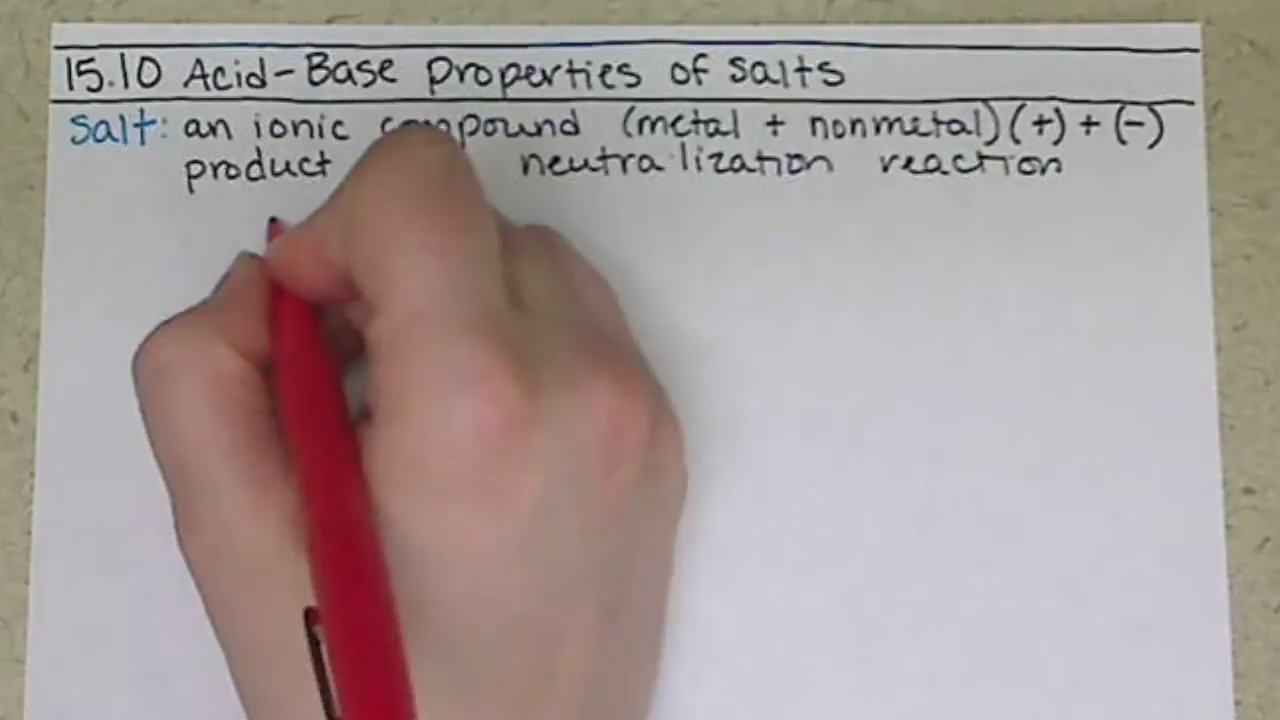 15.10 Acid-Base Properties of Salts
Salt: an ionic compound (metal + nonmetal) (+) + (-)
product neutralization reaction